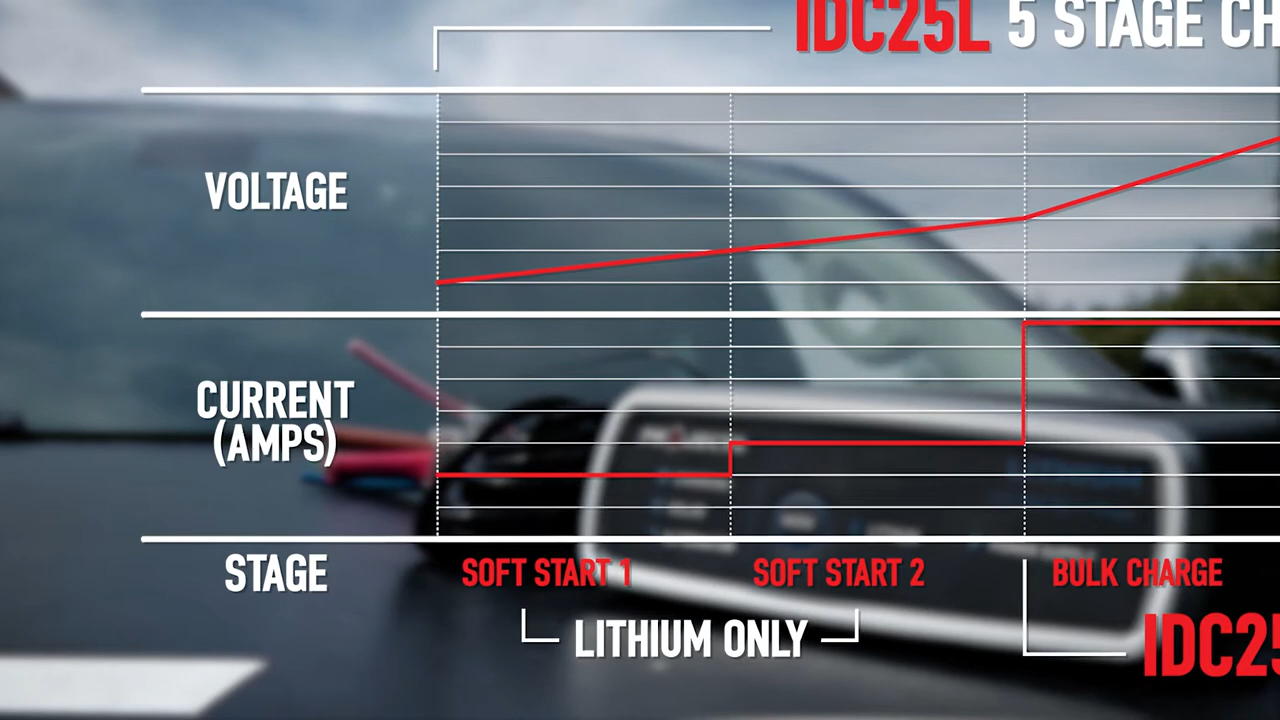 IDC25L 5 STAGE CH
VOLTAGE
CURRENT
(AMPS)
STAGE
SOFT START 1
SOFT START 2
BULK CHARGE
LITHIUM ONLY
IDC25